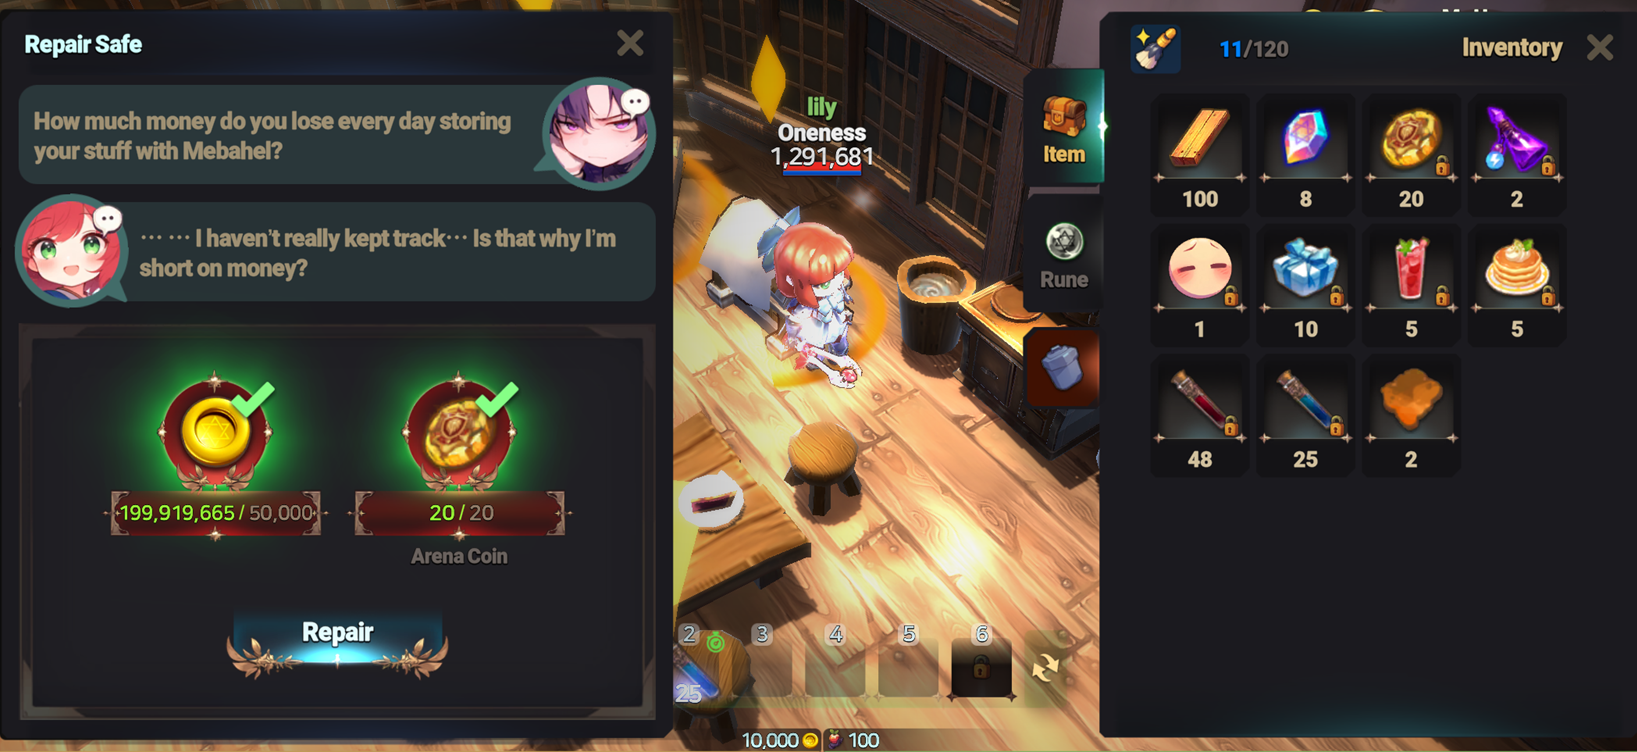 Repair Safe
How much money do you lose every day storing
your stuff with Mebahel?
… … I haven't really kept track… Is that why I'm
short on money?
199,919,665 / 50,000
20 / 20
Arena Coin
Repair
lily
Oneness
1,291,681
2
3
4
5
6
25
10,000
100
Item
Rune
11/120
Inventory
100
8
20
2
1
10
5
5
48
25
2